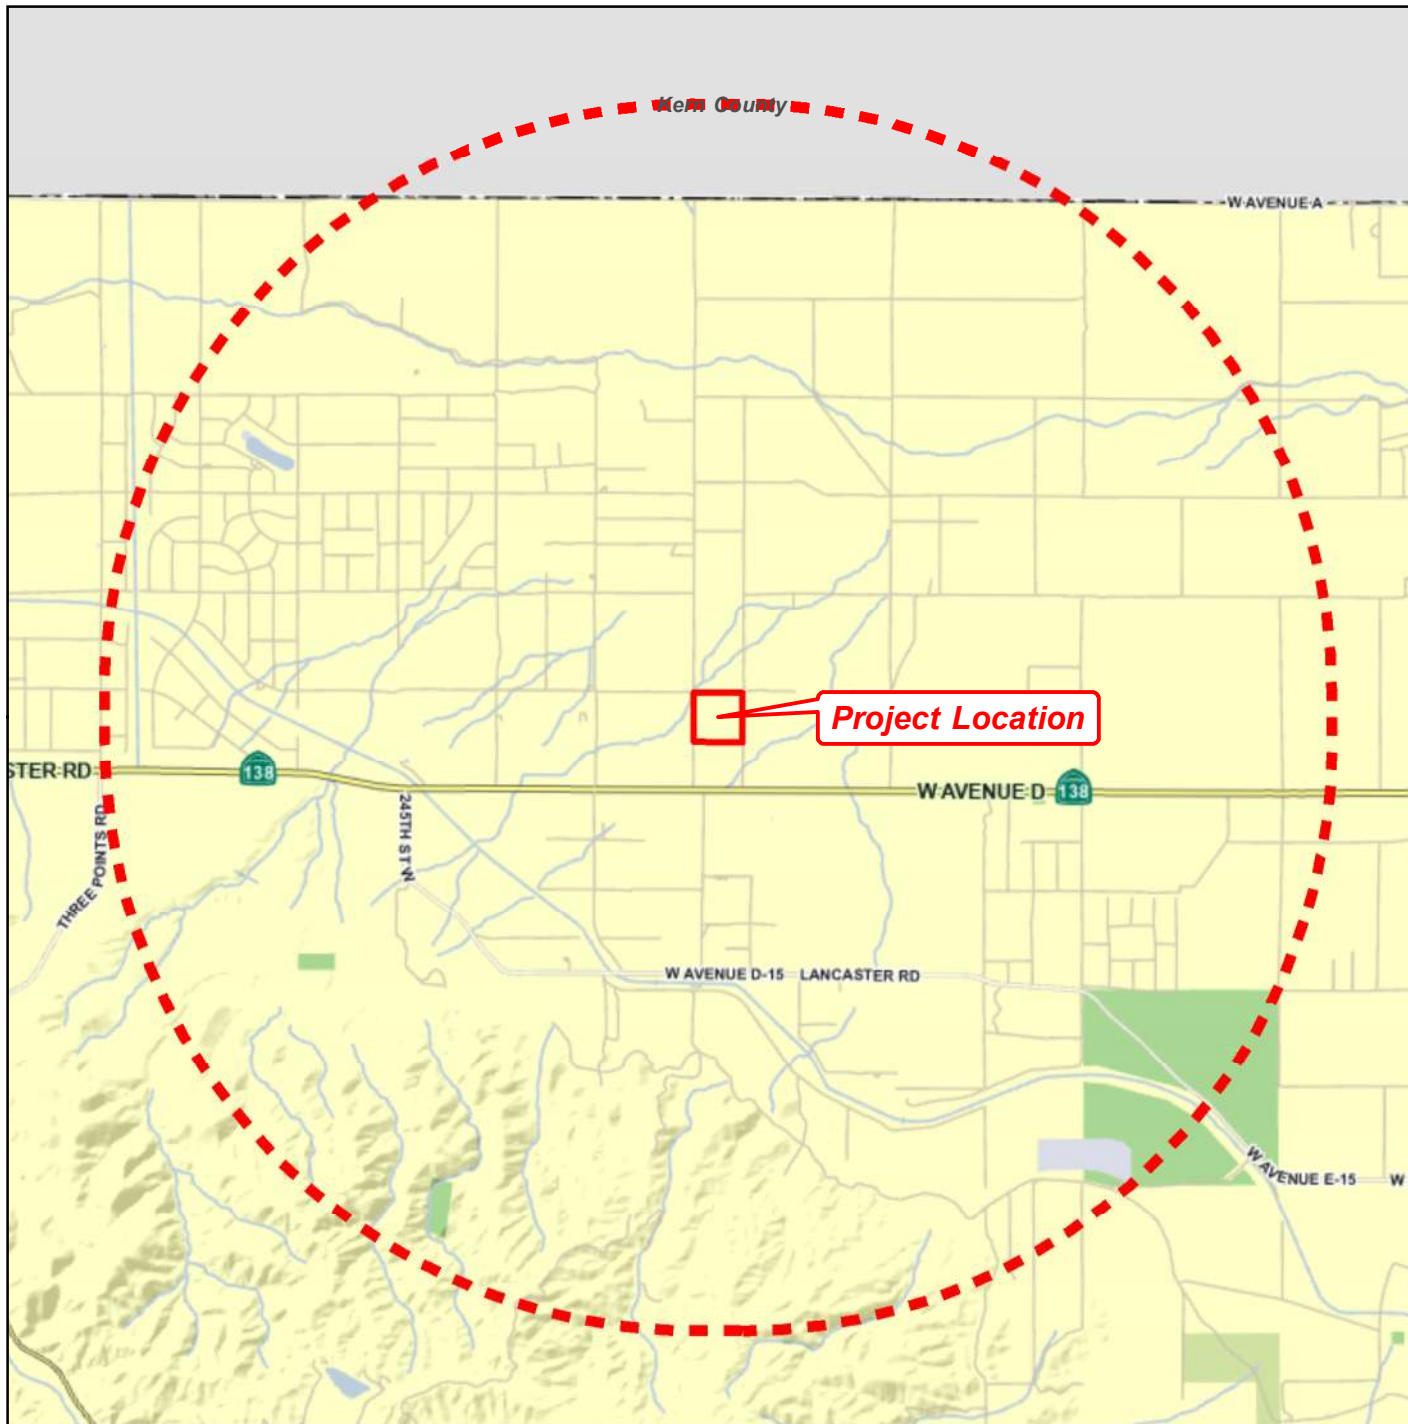 Kern County
W AVENUE A
Project Location
STER RD
138
W AVENUE D
138
245TH ST W
THREE POINTS RD
W AVENUE D-15
LANCASTER RD
W AVENUE E-15
W